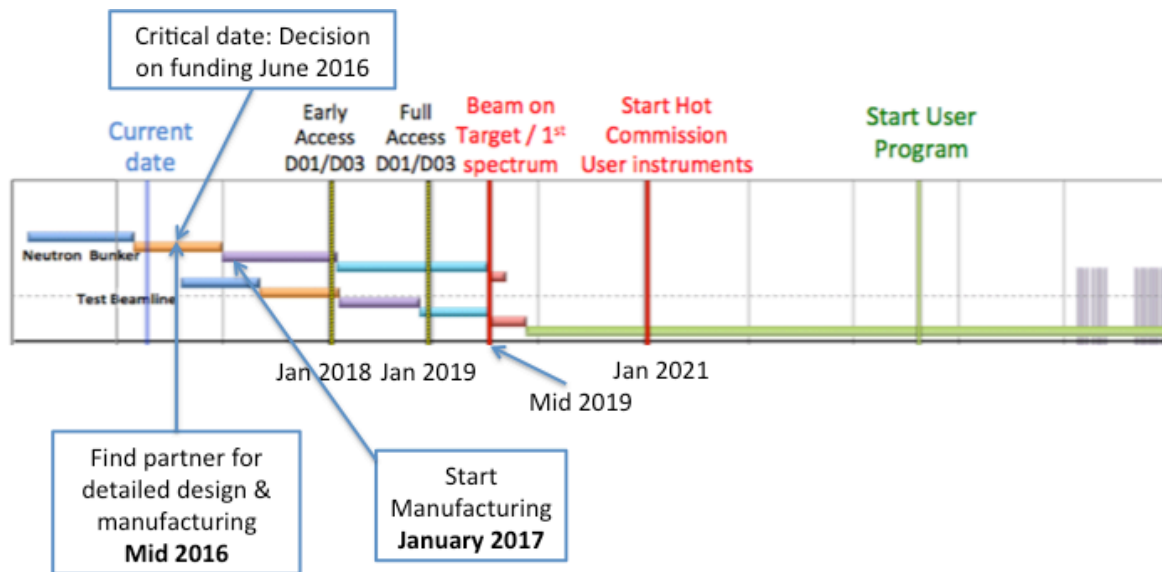 Critical date: Decision
on funding June 2016
Current
date
Early
Access
D01/D03
Full
Access
D01/D03
Beam on
Target / 1st
spectrum
Start Hot
Commission
User instruments
Start User
Program
Neutron Bunker
Test Beamline
Jan 2018
Jan 2019
Mid 2019
Jan 2021
Find partner for
detailed design &
manufacturing
Mid 2016
Start
Manufacturing
January 2017